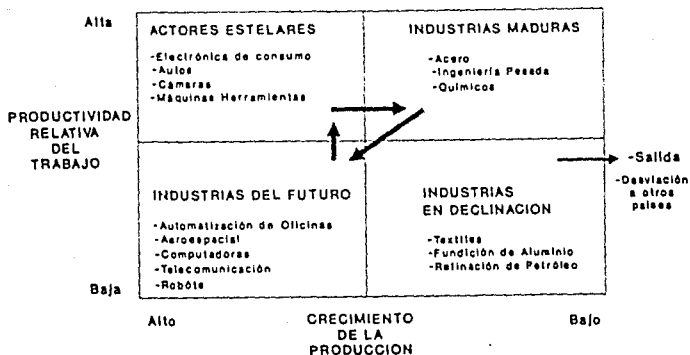 Alta
ACTORES ESTELARES
-Electrónica de consumo
-Autos
-Cámaras
-Máquinas Herramientas
INDUSTRIAS MADURAS
-Acero
-Ingeniería Pesada
-Químicos
PRODUCTIVIDAD
RELATIVA
DEL
TRABAJO
INDUSTRIAS DEL FUTURO
-Automatización de Oficinas
-Aeroespacial
-Computadoras
-Telecomunicación
-Robots
INDUSTRIAS
EN DECLINACION
-Textiles
-Fundición de Aluminio
-Refinación de Petróleo
-Salida
-Desviación
a otros
países
Baja
Alto
CRECIMIENTO
DE LA
PRODUCCION
Bajo